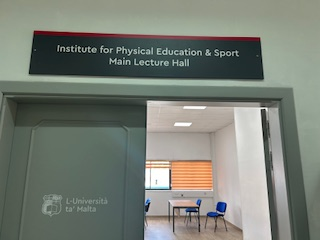 Institute for Physical Education & Sport
Main Lecture Hall
L-Università
ta' Malta